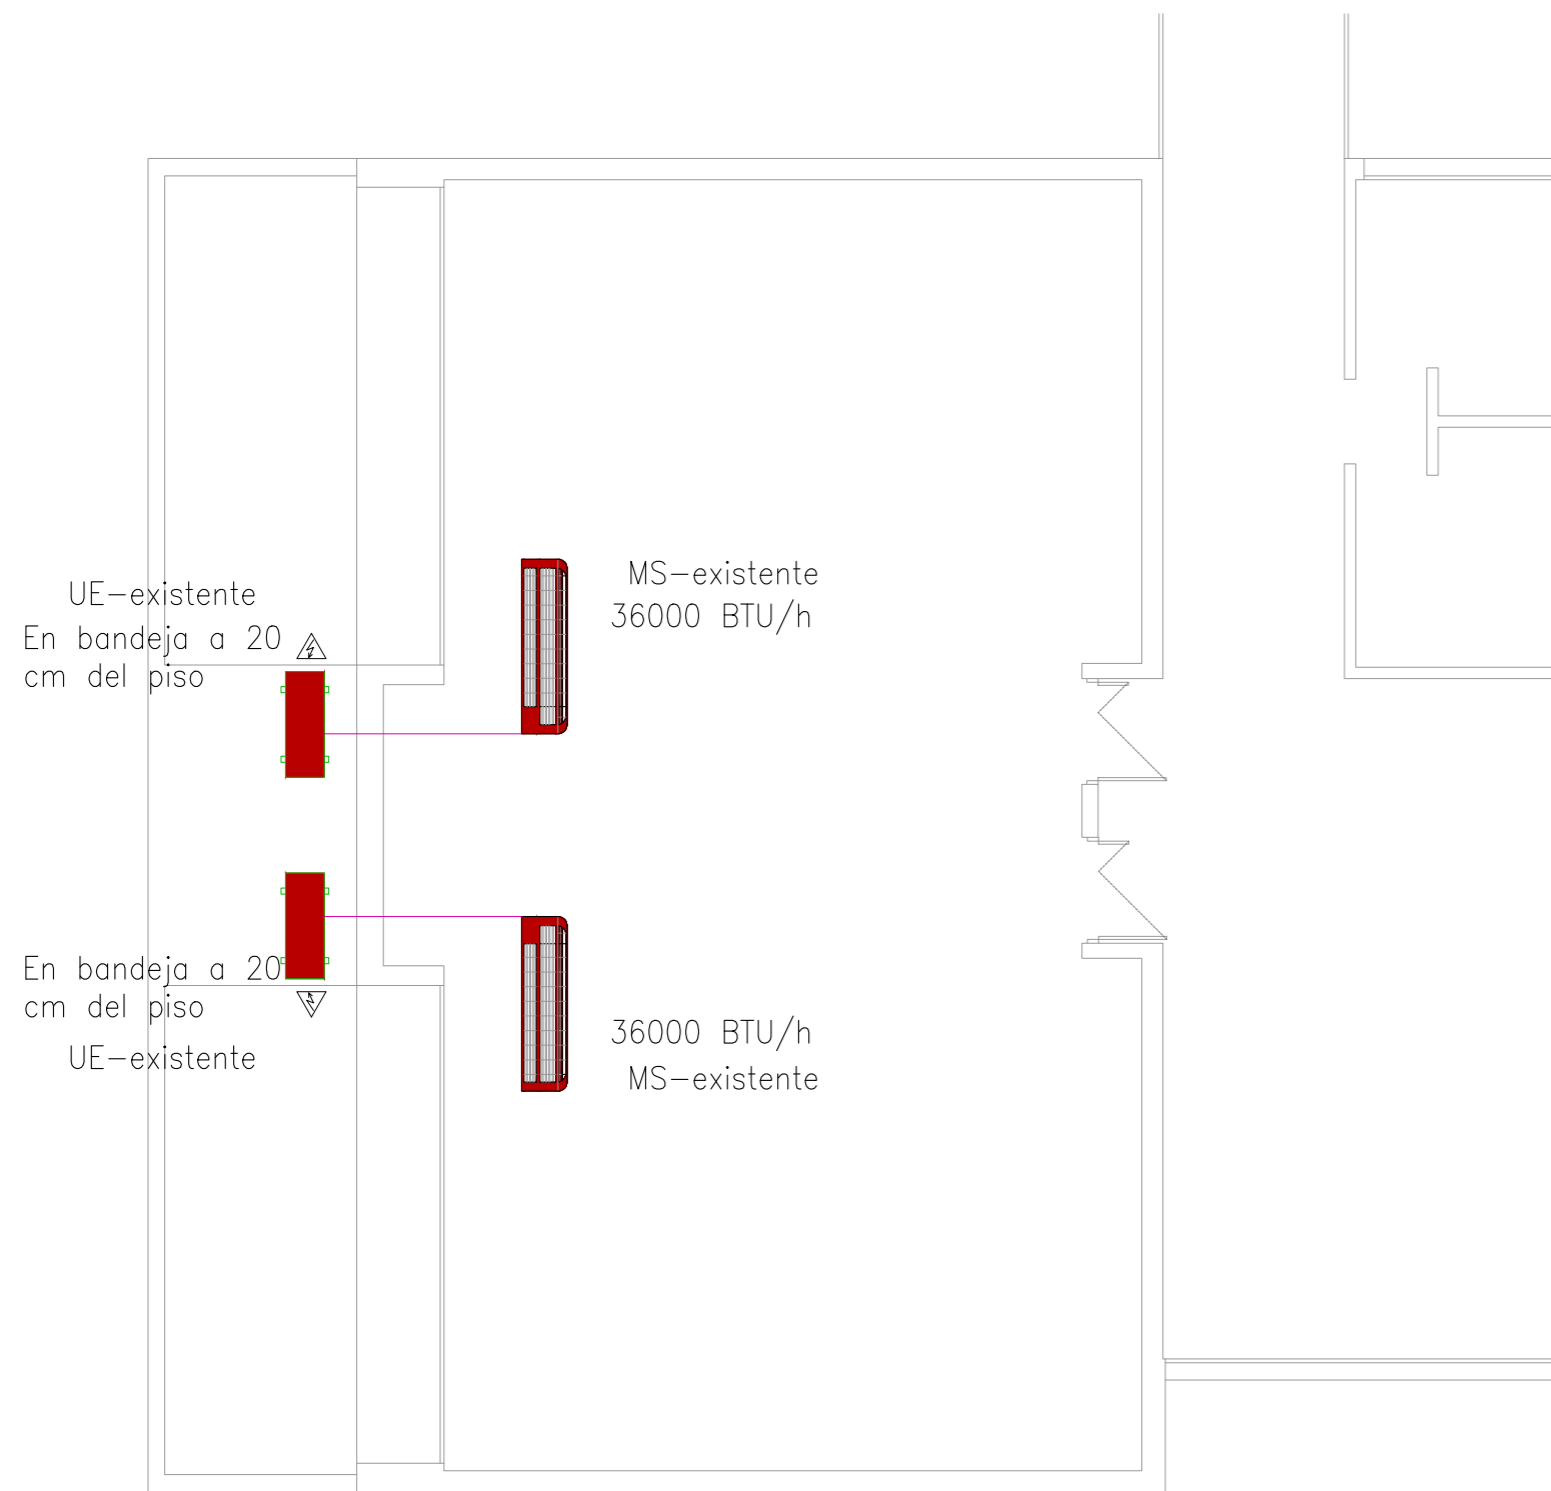 MS-existente
36000 BTU/h
UE-existente
En bandeja a 20
cm del piso
En bandeja a 20
cm del piso
UE-existente
36000 BTU/h
MS-existente